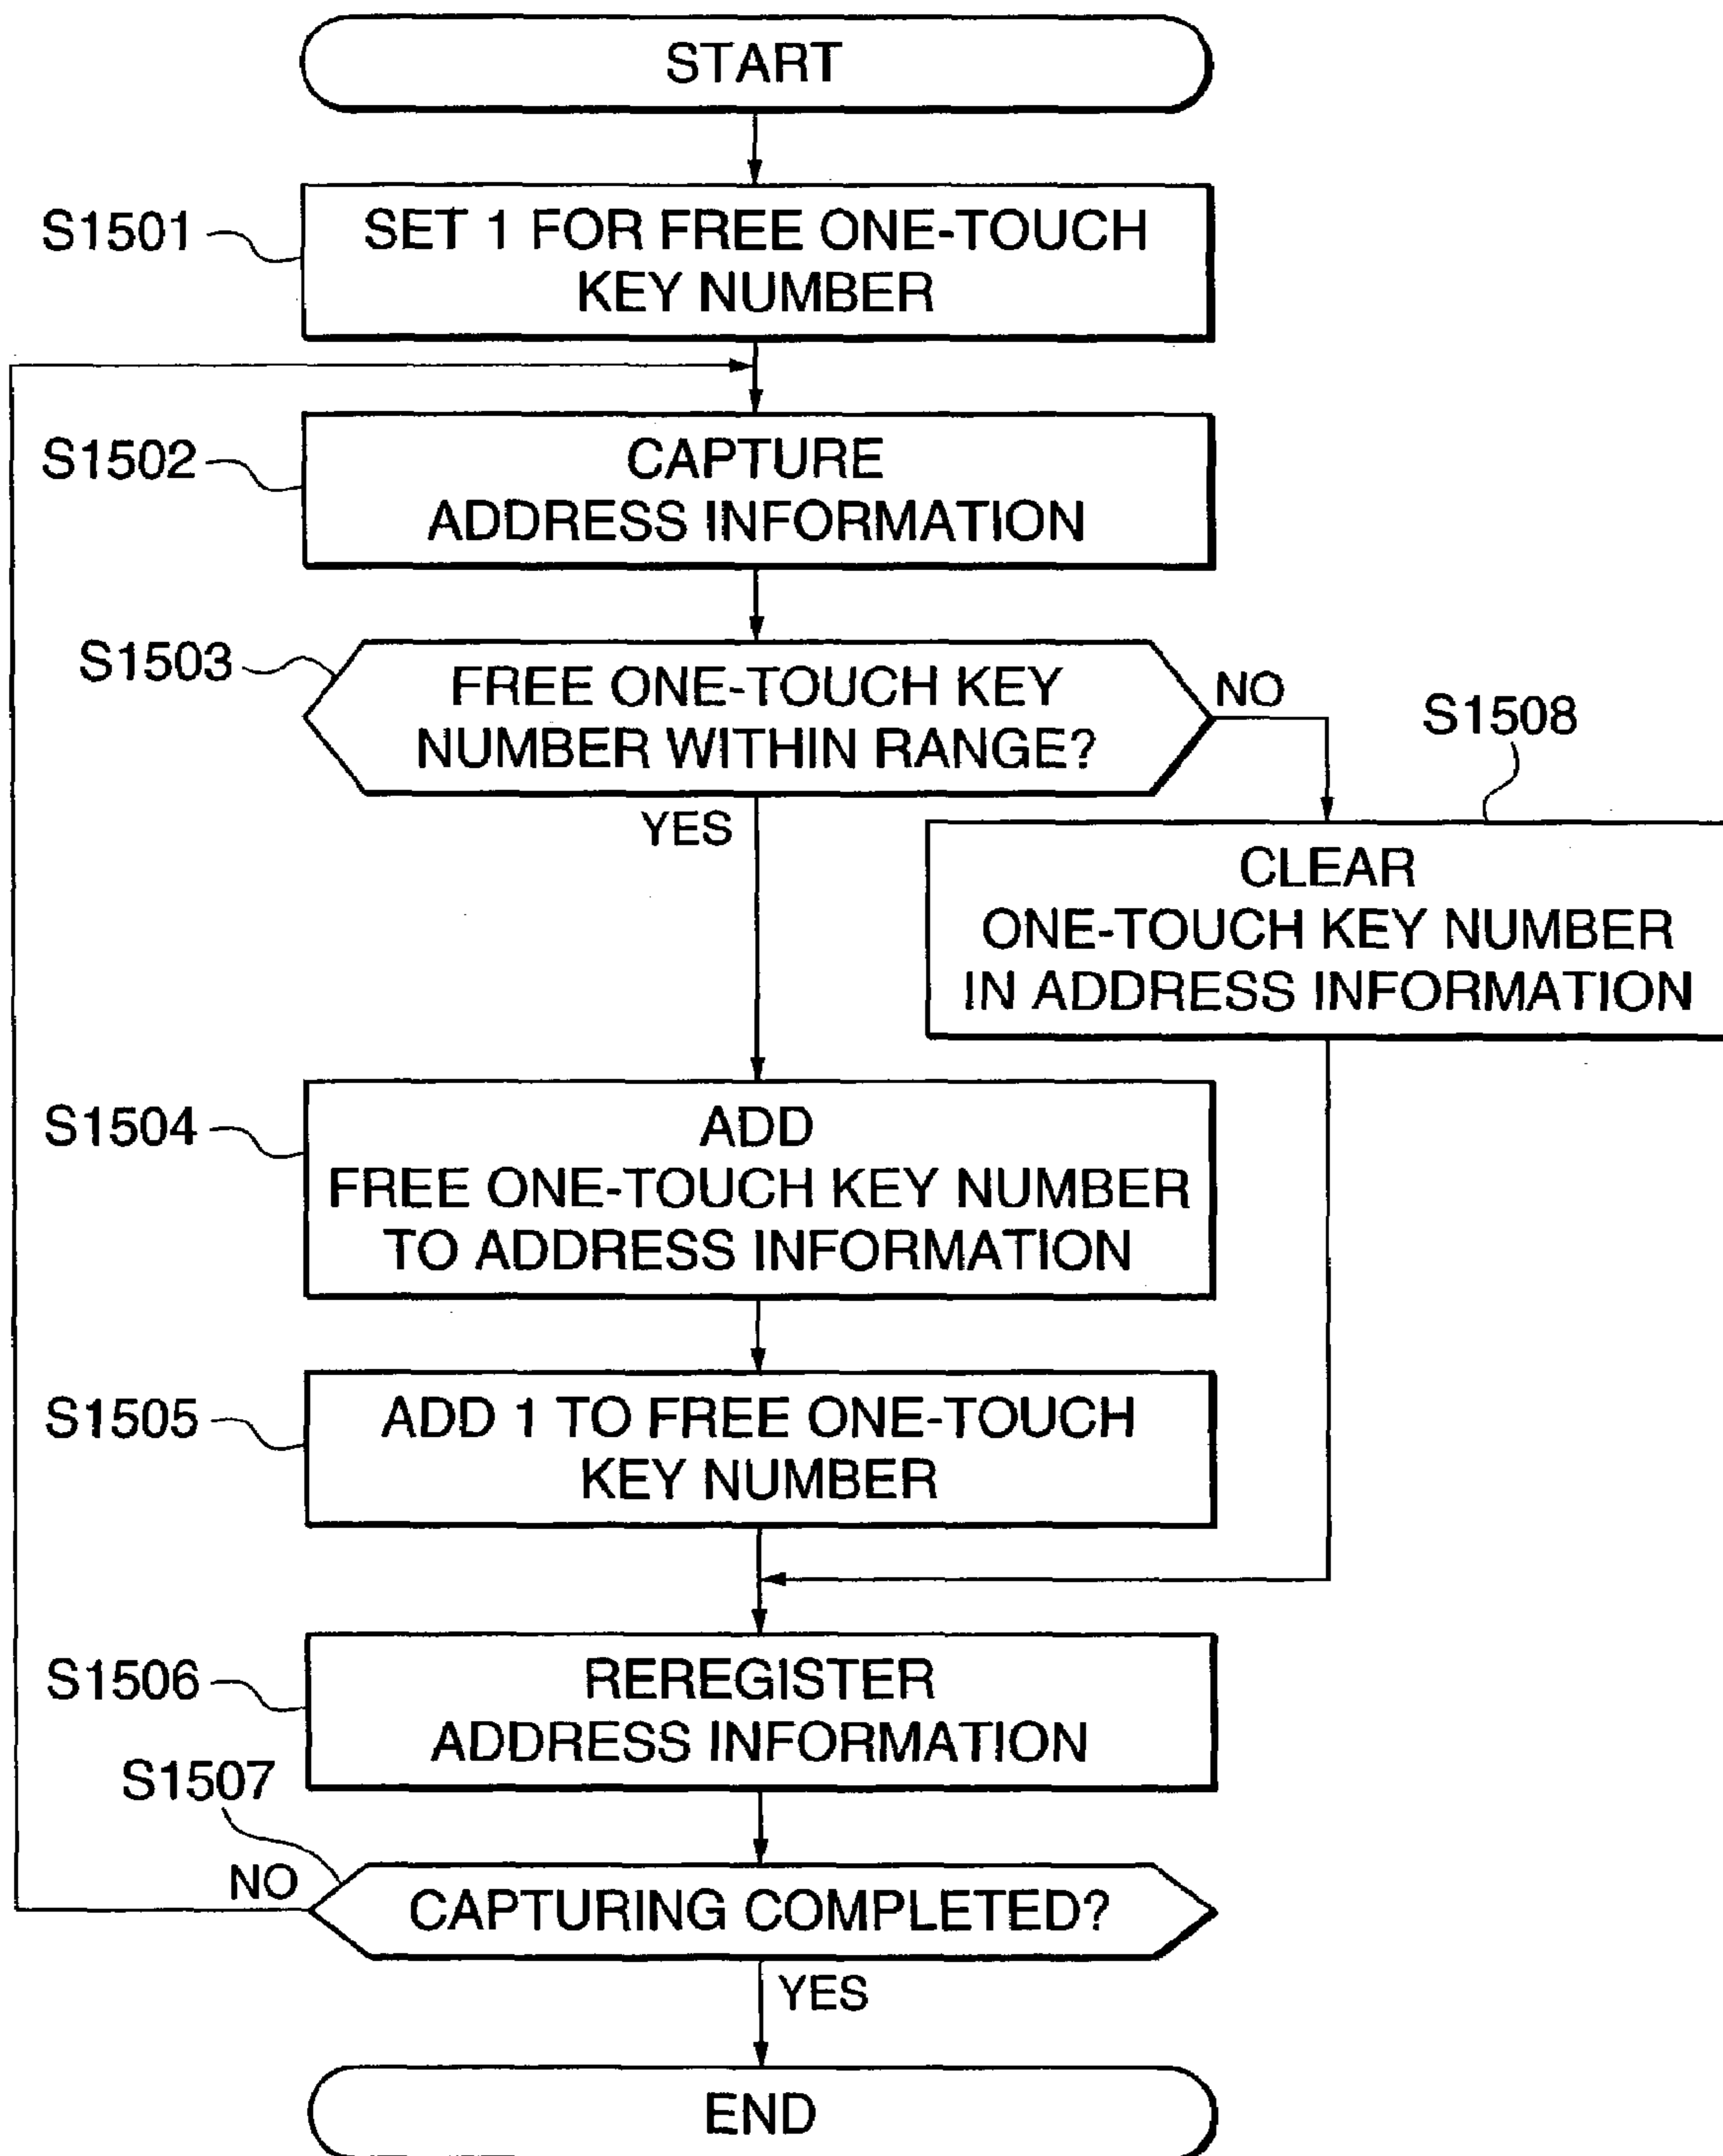 START
S1501
SET 1 FOR FREE ONE-TOUCH
KEY NUMBER
S1502
CAPTURE
ADDRESS INFORMATION
S1503
FREE ONE-TOUCH KEY
NUMBER WITHIN RANGE?
NO
YES
S1508
CLEAR
ONE-TOUCH KEY NUMBER
IN ADDRESS INFORMATION
S1504
ADD
FREE ONE-TOUCH KEY NUMBER
TO ADDRESS INFORMATION
S1505
ADD 1 TO FREE ONE-TOUCH
KEY NUMBER
S1506
REREGISTER
ADDRESS INFORMATION
S1507
NO
CAPTURING COMPLETED?
YES
END